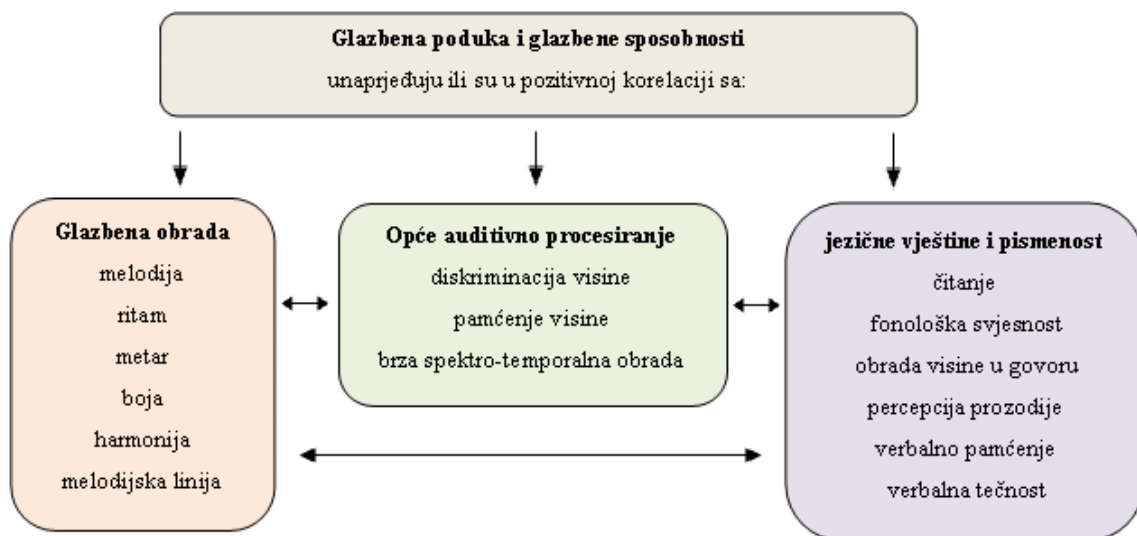 Glazbena poduka i glazbene sposobnosti
unaprjeđuju ili su u pozitivnoj korelaciji sa:
Glazbena obrada
melodija
ritam
metar
boja
harmonija
melodijska linija
Opće auditivno procesiranje
diskriminacija visine
pamćenje visine
brza spektro-temporalna obrada
jezične vještine i pismenost
čitanje
fonološka svjesnost
obrada visine u govoru
percepcija prozodije
verbalno pamćenje
verbalna tečnost